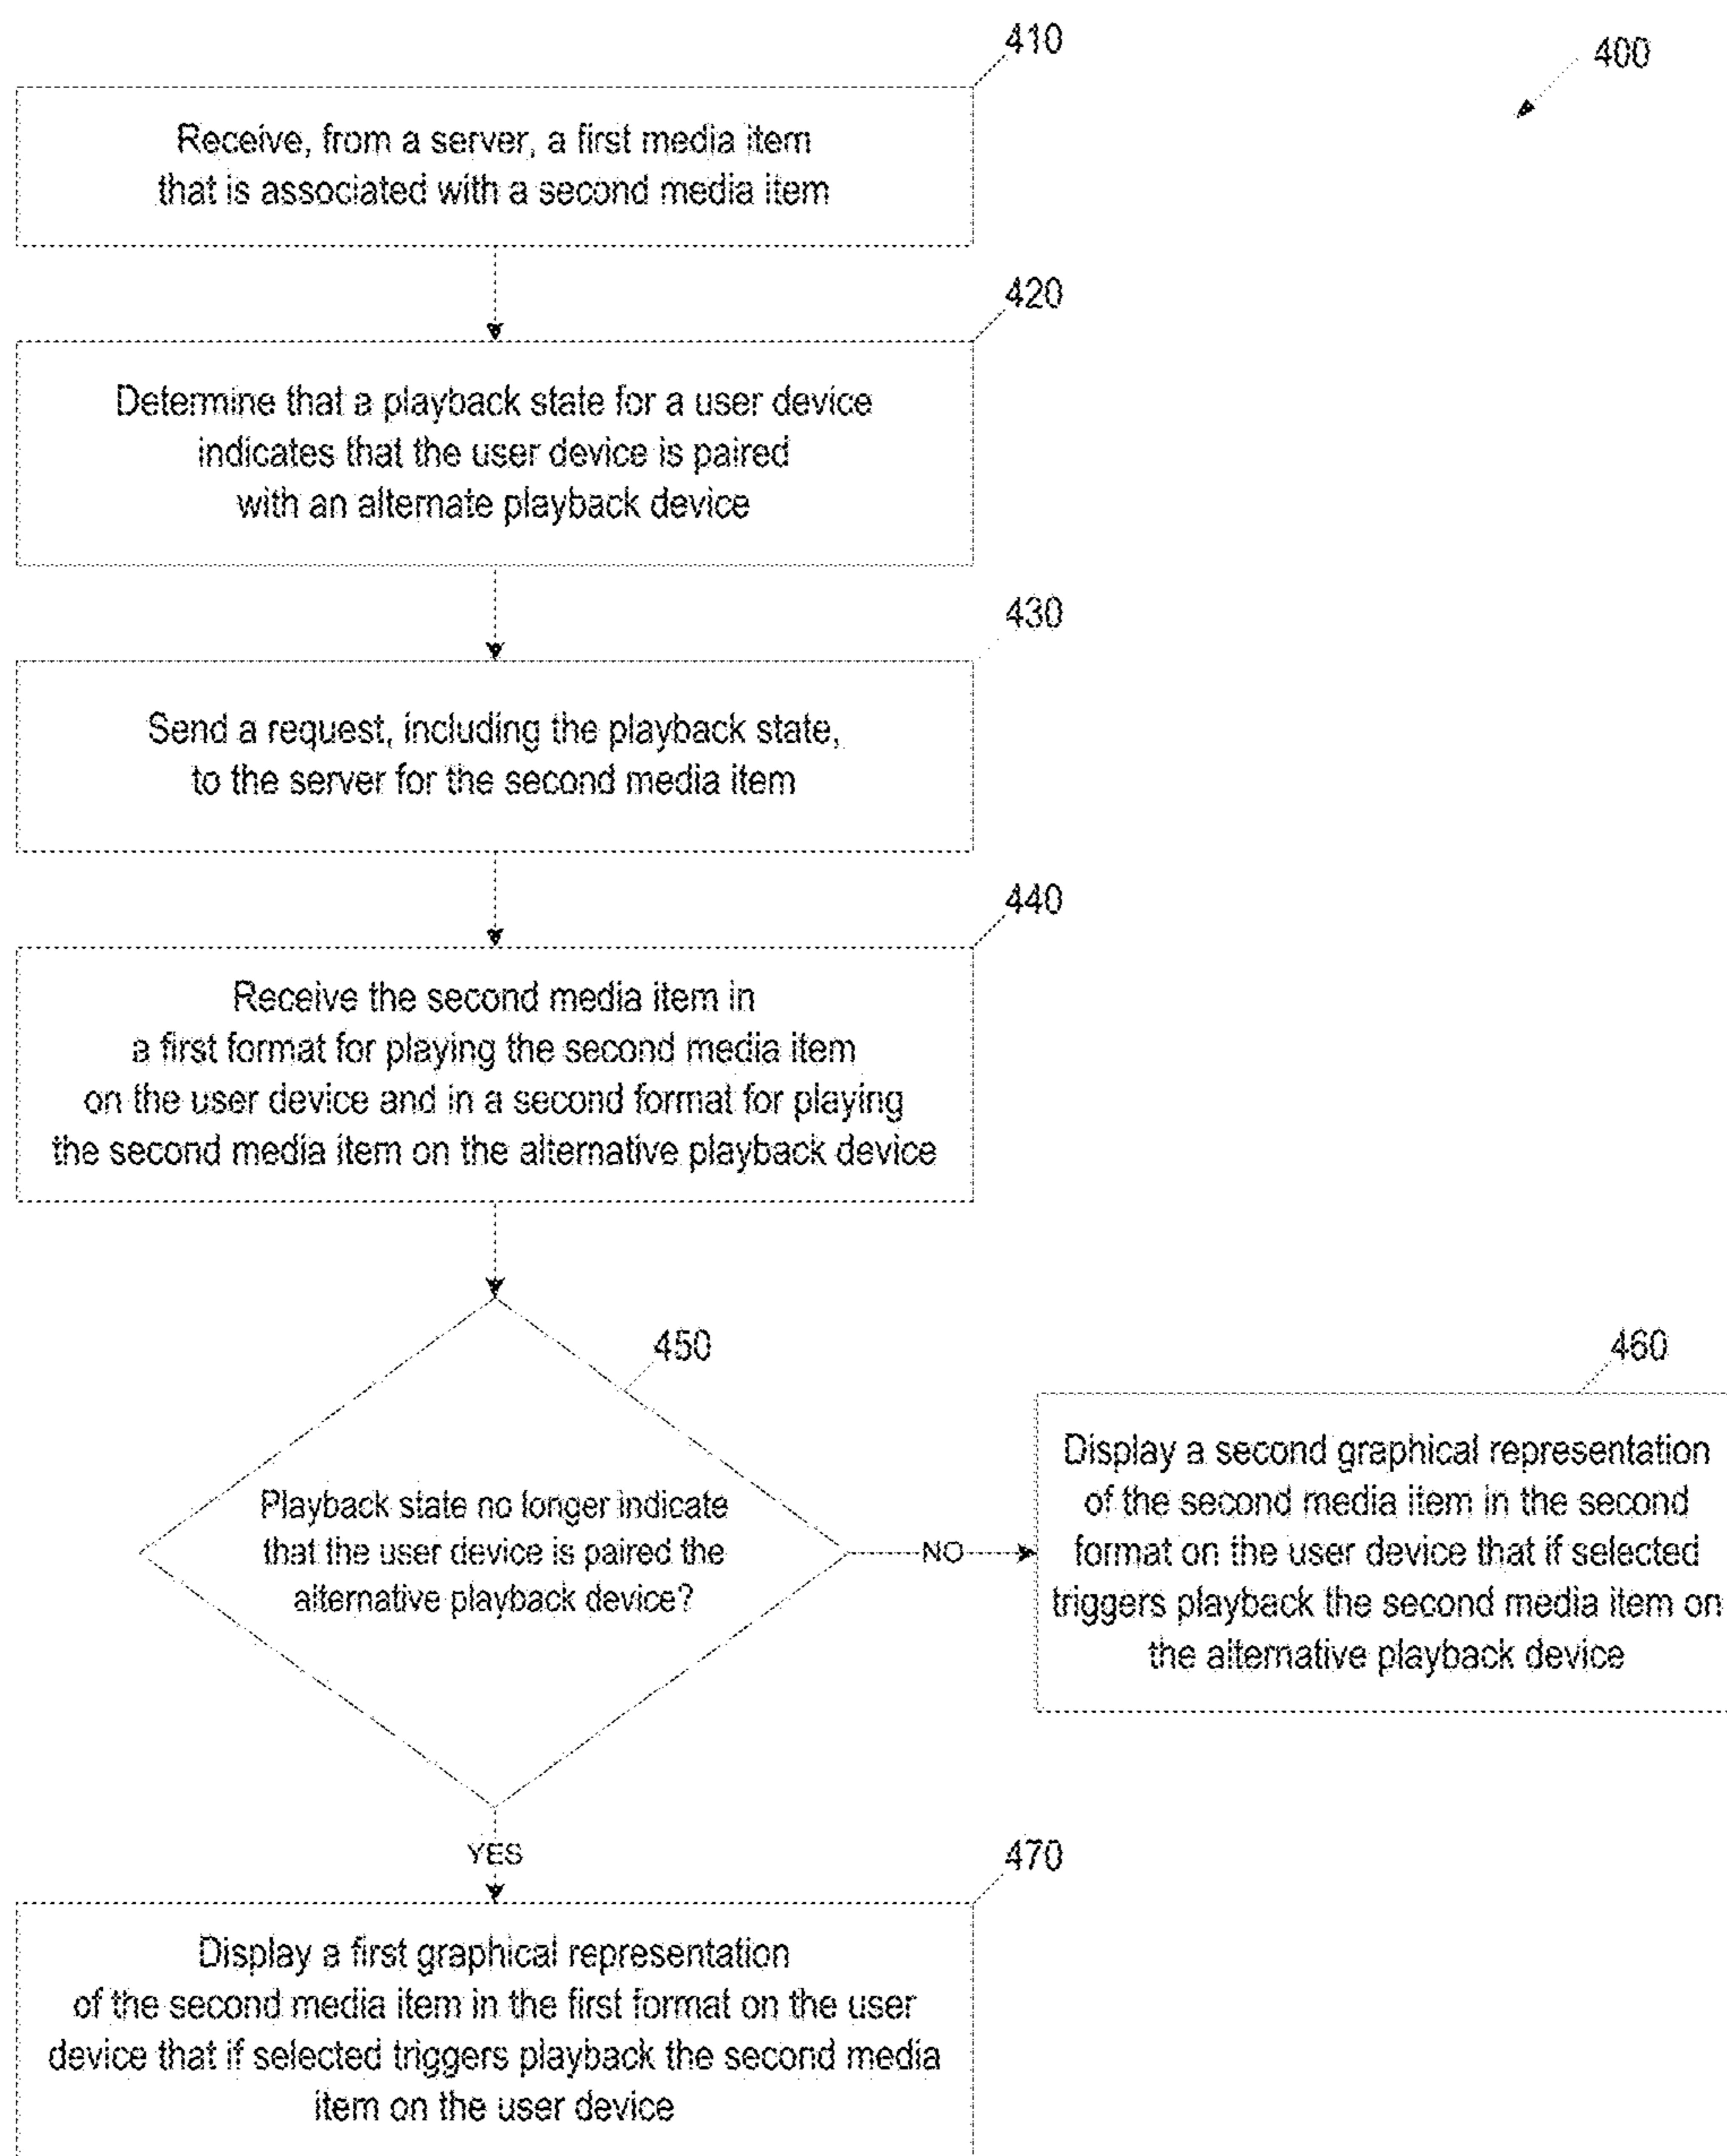 410
400
Receive, from a server, a first media item
that is associated with a second media item
420
Determine that a playback state for a user device
indicates that the user device is paired
with an alternate playback device
430
Send a request, including the playback state,
to the server for the second media item
440
Receive the second media item in
a first format for playing the second media item
on the user device and in a second format for playing
the second media item on the alternative playback device
450
Playback state no longer indicate
that the user device is paired the
alternative playback device?
NO
460
Display a second graphical representation
of the second media item in the second
format on the user device that if selected
triggers playback the second media item on
the alternative playback device
YES
470
Display a first graphical representation
of the second media item in the first format on the user
device that if selected triggers playback the second media
item on the user device